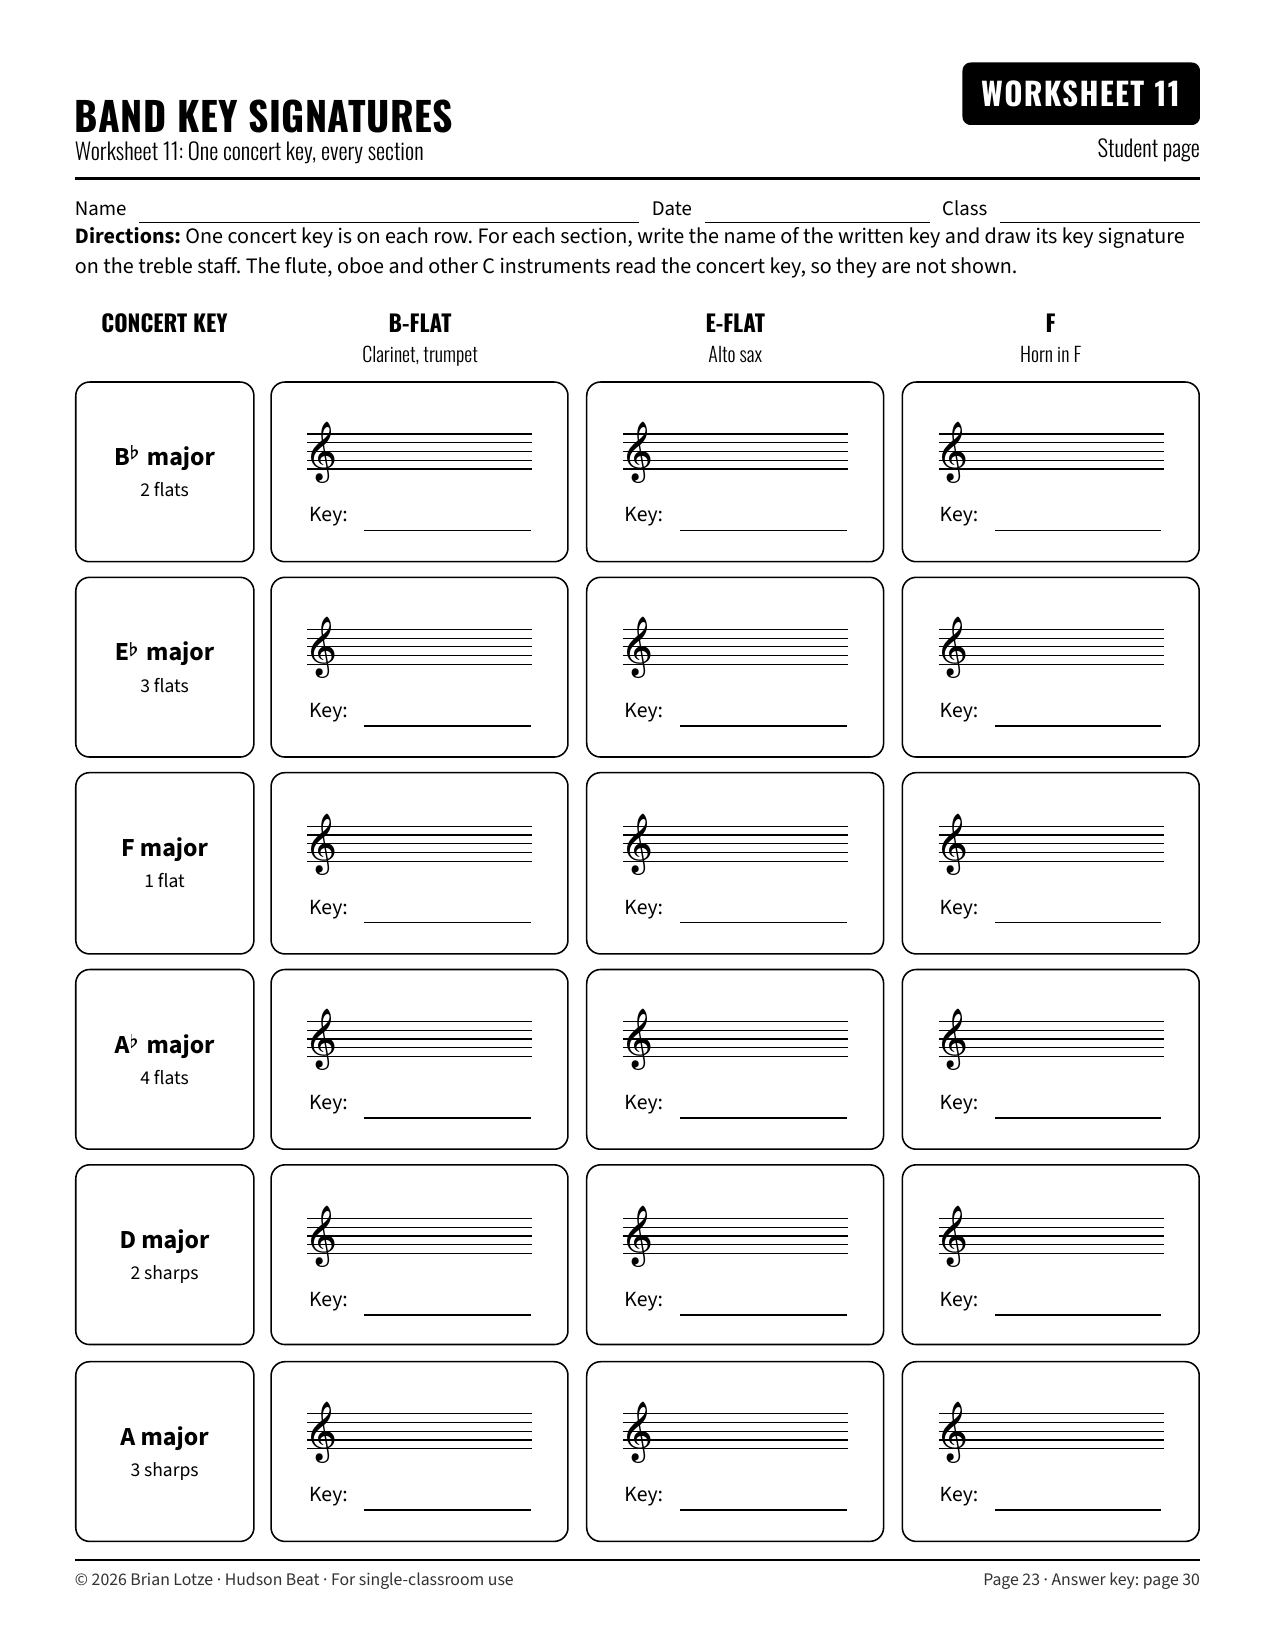 WORKSHEET 11
BAND KEY SIGNATURES
Worksheet 11: One concert key, every section
Student page
Name Date Class
Directions: One concert key is on each row. For each section, write the name of the written key and draw its key signature
on the treble staff. The flute, oboe and other C instruments read the concert key, so they are not shown.
CONCERT KEY B-FLAT E-FLAT F
Clarinet, trumpet Alto sax Horn in F
B♭ major
2 flats
Key: Key: Key:
E♭ major
3 flats
Key: Key: Key:
F major
1 flat
Key: Key: Key:
A♭ major
4 flats
Key: Key: Key:
D major
2 sharps
Key: Key: Key:
A major
3 sharps
Key: Key: Key:
© 2026 Brian Lotze · Hudson Beat · For single-classroom use Page 23 · Answer key: page 30